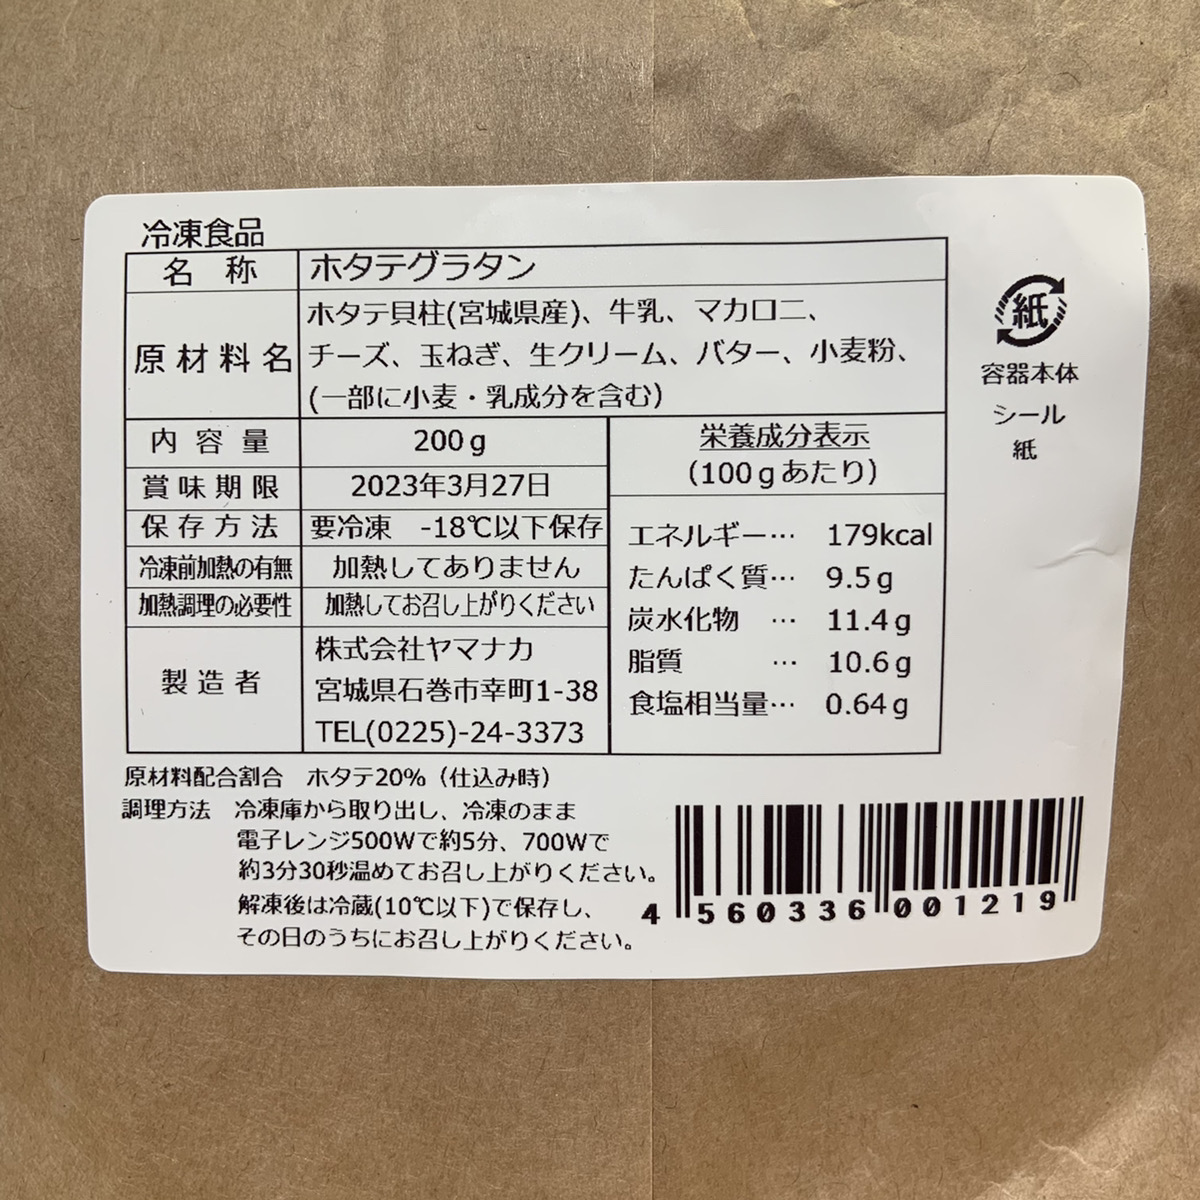 冷凍食品
名 称 ホタテグラタン
原材料名 ホタテ貝柱(宮城県産)、牛乳、マカロニ、
チーズ、玉ねぎ、生クリーム、バター、小麦粉、
(一部に小麦・乳成分を含む)
内容量 200g
賞味期限 2023年3月27日
保存方法 要冷凍 -18℃以下保存
冷凍前加熱の有無 加熱してありません
加熱調理の必要性 加熱してお召し上がりください
製造者 株式会社ヤマナカ
宮城県石巻市幸町1-38
TEL(0225)-24-3373
栄養成分表示
(100gあたり)
エネルギー… 179kcal
たんぱく質… 9.5g
炭水化物 … 11.4g
脂質 … 10.6g
食塩相当量… 0.64g
紙
容器本体
シール
紙
原材料配合割合 ホタテ20%(仕込み時)
調理方法 冷凍庫から取り出し、冷凍のまま
電子レンジ500Wで約5分、700Wで
約3分30秒温めてお召し上がりください。
解凍後は冷蔵(10℃以下)で保存し、
その日のうちにお召し上がりください。
4 560336 001219